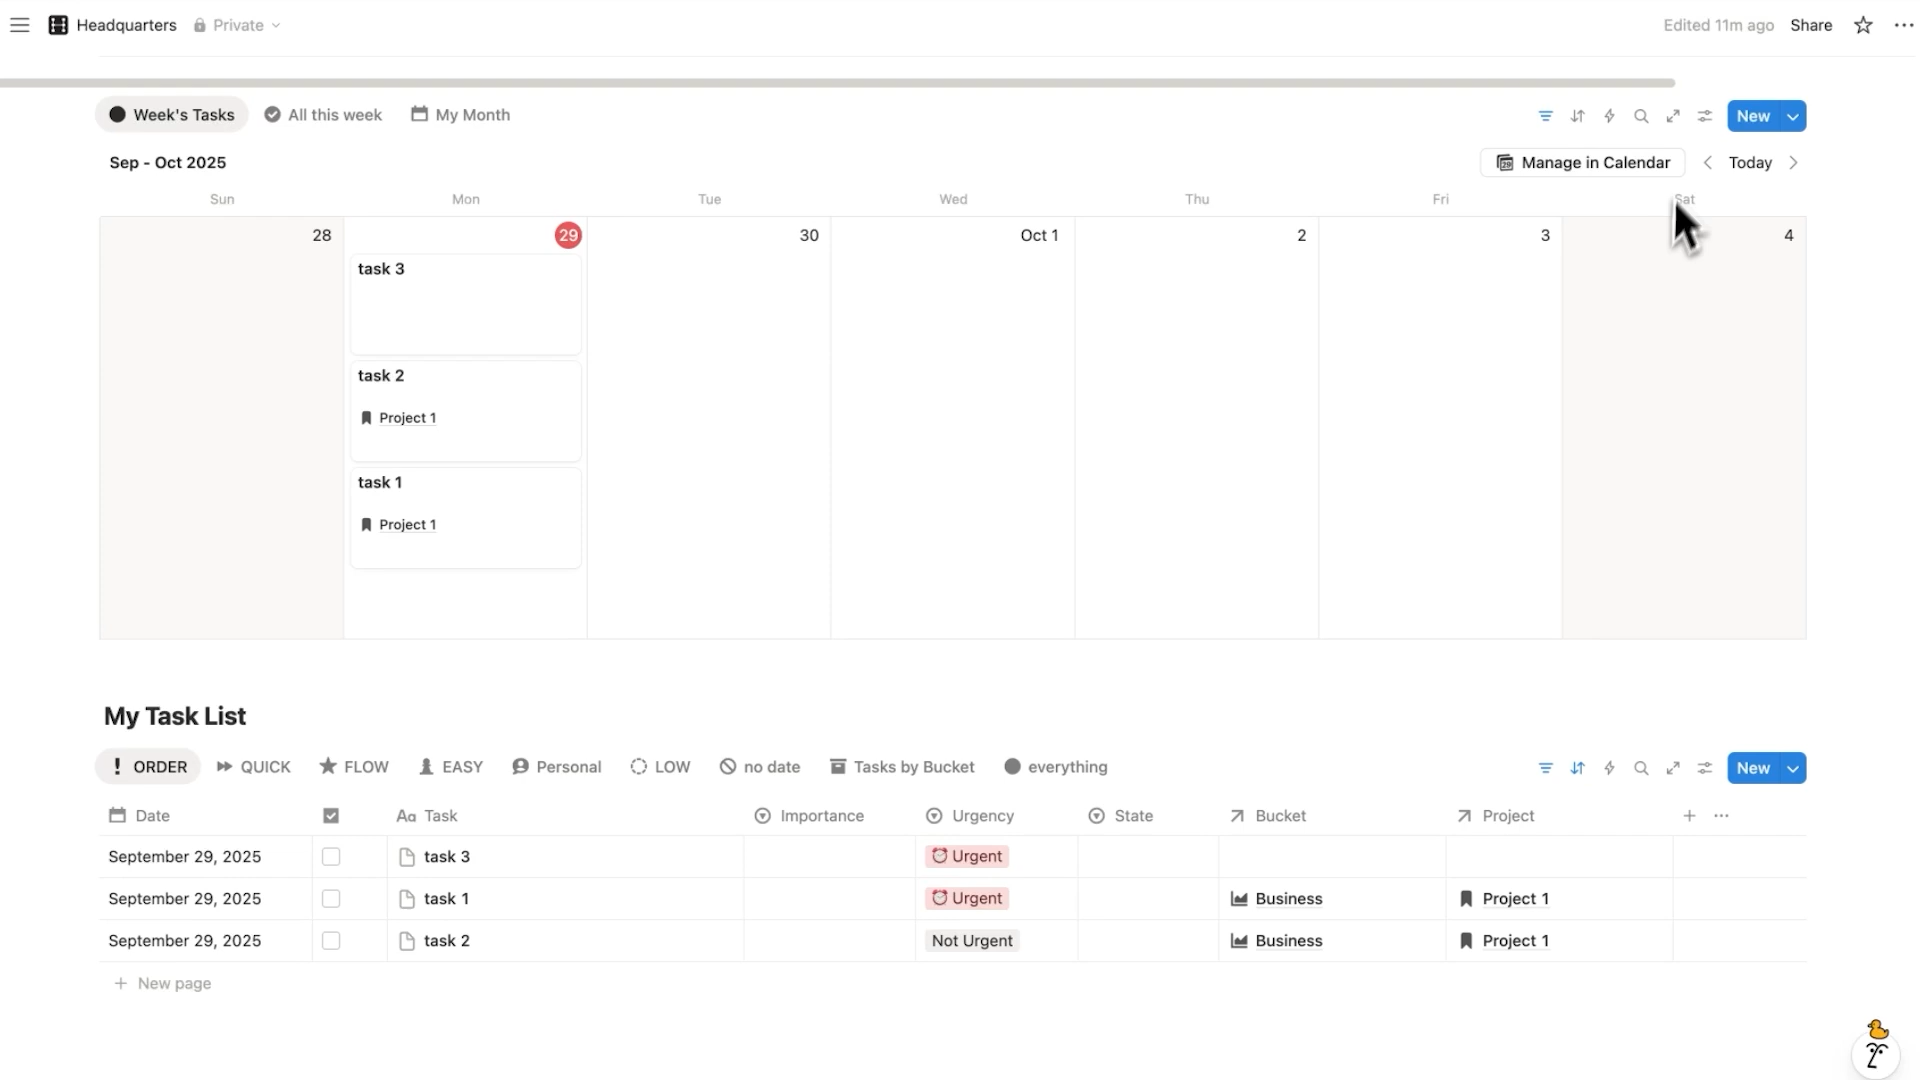 Headquarters Private Edited 11m ago Share
Week's Tasks All this week My Month New
Sep - Oct 2025 Manage in Calendar Today
Sun Mon Tue Wed Thu Fri Sat
28 29 30 Oct 1 2 3 4
task 3
task 2
Project 1
task 1
Project 1
My Task List
ORDER QUICK FLOW EASY Personal LOW no date Tasks by Bucket everything New
Date Aa Task Importance Urgency State Bucket Project
September 29, 2025 task 3 Urgent
September 29, 2025 task 1 Urgent Business Project 1
September 29, 2025 task 2 Not Urgent Business Project 1
+ New page